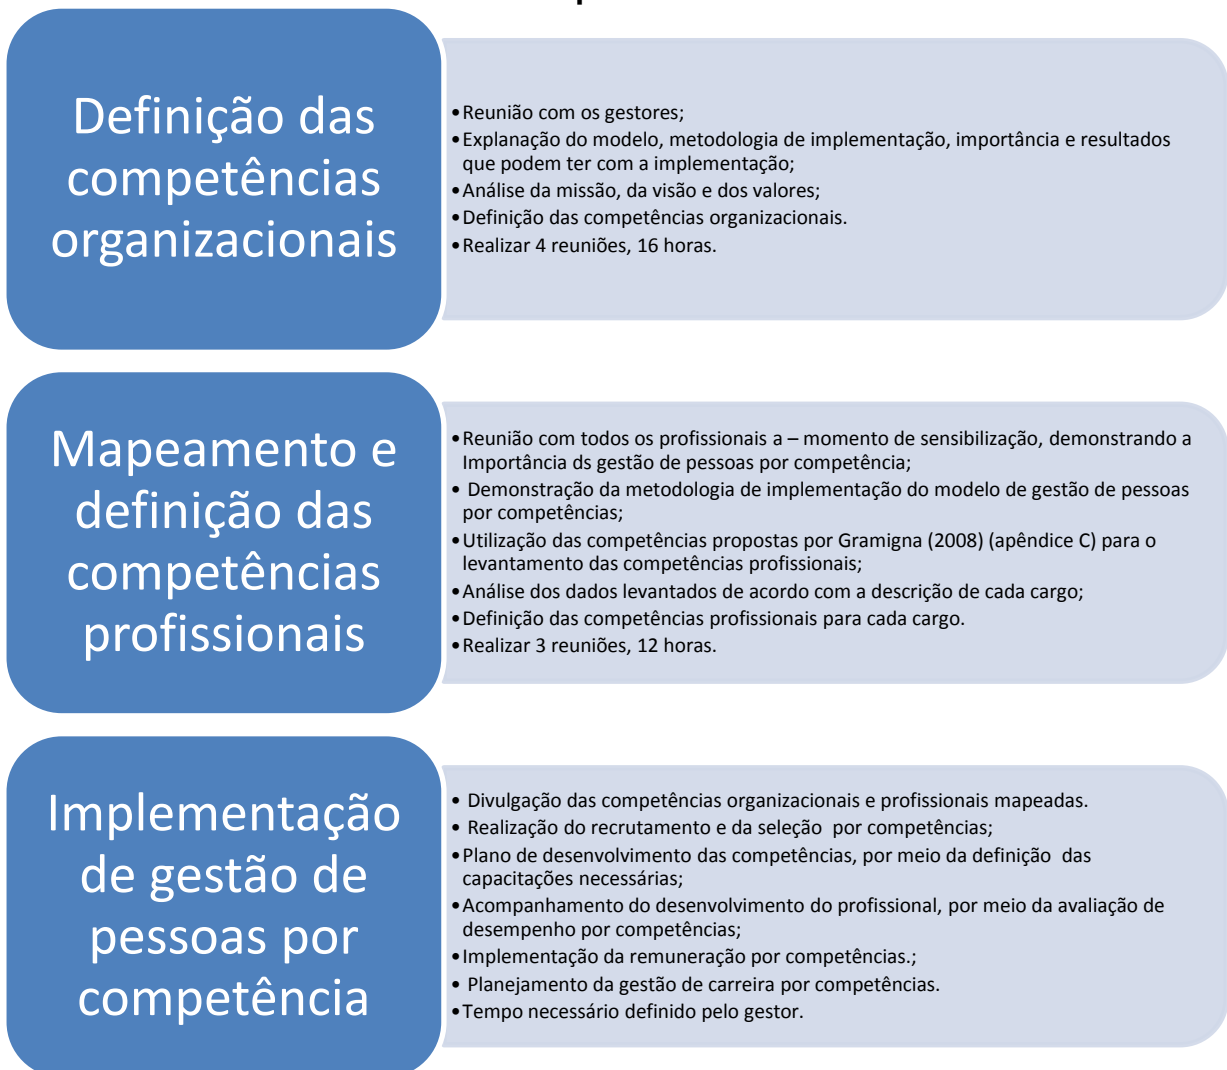 Definição das
competências
organizacionais
•Reunião com os gestores;
•Explanação do modelo, metodologia de implementação, importância e resultados
que podem ter com a implementação;
•Análise da missão, da visão e dos valores;
•Definição das competências organizacionais.
•Realizar 4 reuniões, 16 horas.
Mapeamento e
definição das
competências
profissionais
•Reunião com todos os profissionais a – momento de sensibilização, demonstrando a
Importância ds gestão de pessoas por competência;
• Demonstração da metodologia de implementação do modelo de gestão de pessoas
por competências;
•Utilização das competências propostas por Gramigna (2008) (apêndice C) para o
levantamento das competências profissionais;
•Análise dos dados levantados de acordo com a descrição de cada cargo;
•Definição das competências profissionais para cada cargo.
•Realizar 3 reuniões, 12 horas.
Implementação
de gestão de
pessoas por
competência
• Divulgação das competências organizacionais e profissionais mapeadas.
• Realização do recrutamento e da seleção por competências;
•Plano de desenvolvimento das competências, por meio da definição das
capacitações necessárias;
•Acompanhamento do desenvolvimento do profissional, por meio da avaliação de
desempenho por competências;
•Implementação da remuneração por competências.;
• Planejamento da gestão de carreira por competências.
•Tempo necessário definido pelo gestor.